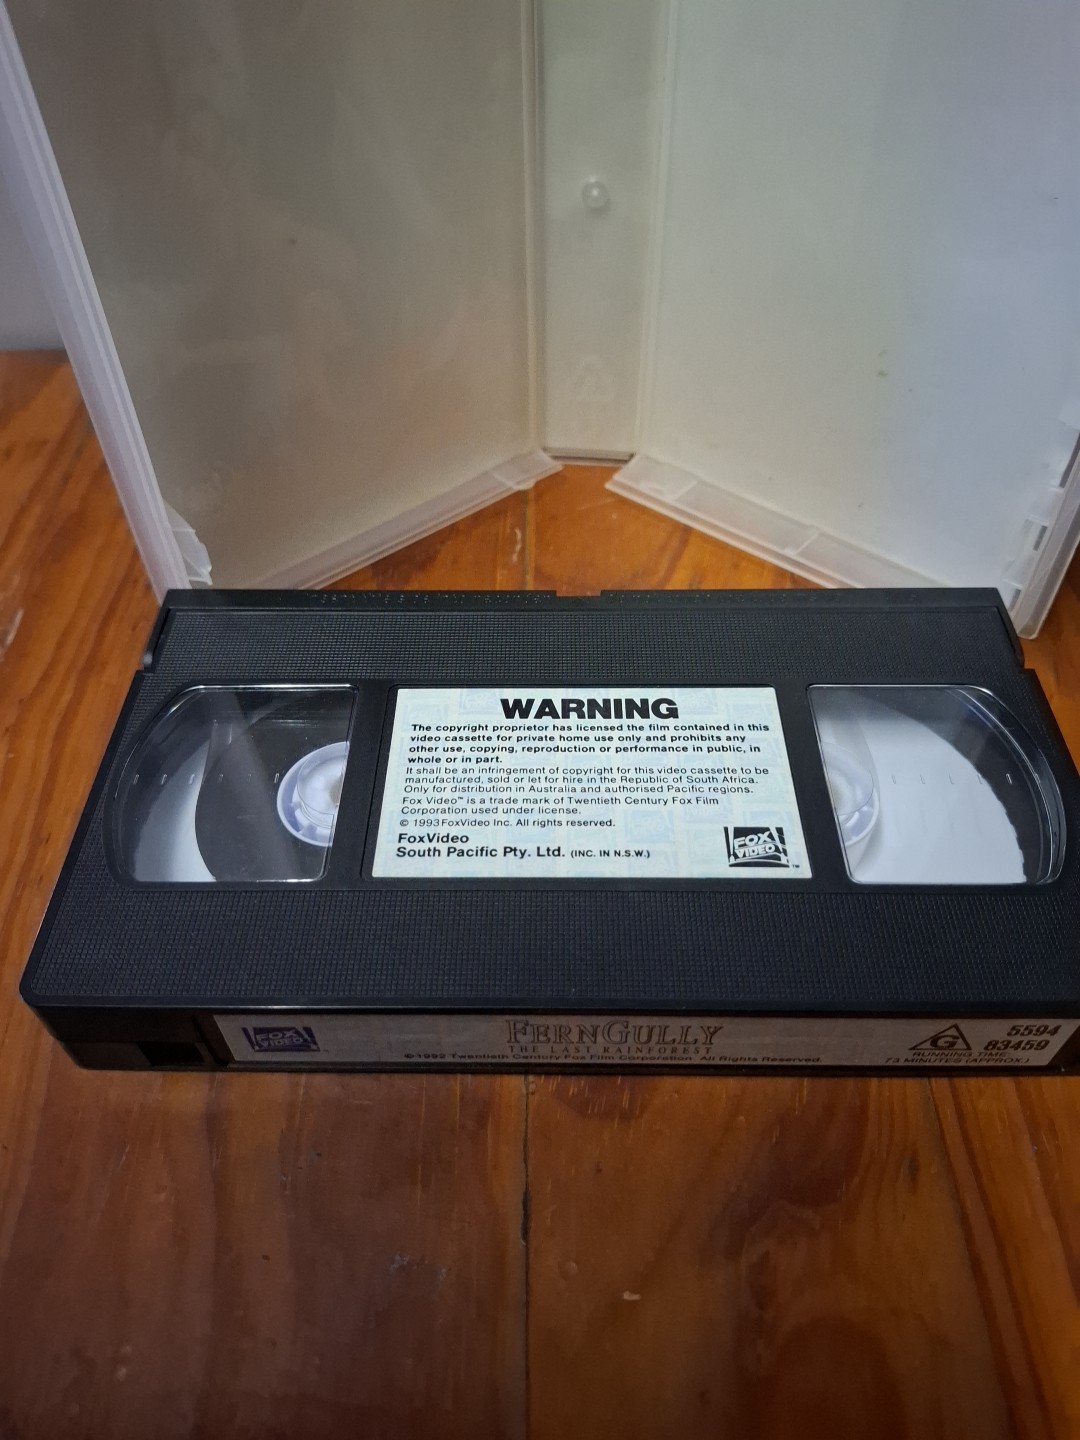 WARNING
The copyright proprietor has licensed the film contained in this
video cassette for private home use only and prohibits any
other use, copying, reproduction or performance in public, in
whole or in part.
It shall be an infringement of copyright for this video cassette to be
manufactured, sold or let for hire in the Republic of South Africa.
Only for distribution in Australia and authorised Pacific regions.
Fox Video™ is a trade mark of Twentieth Century Fox Film
Corporation used under license.
© 1993 FoxVideo Inc. All rights reserved.
FoxVideo
South Pacific Pty. Ltd. (INC. IN N.S.W.)
FOX
VIDEO
™
FOX
VIDEO
FERNGULLY
THE LAST RAINFOREST
©1992 Twentieth Century Fox Film Corporation. All Rights Reserved.
G
5594
83459
RUNNING TIME
73 MINUTES (APPROX.)